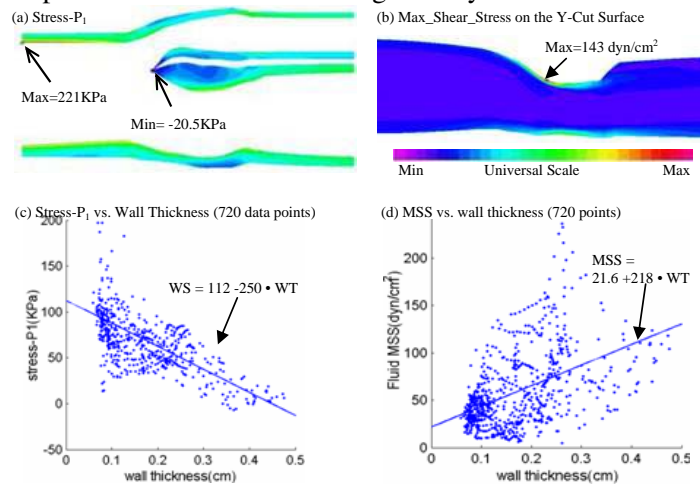 (a) Stress-P₁
(b) Max_Shear_Stress on the Y-Cut Surface
Max=143 dyn/cm²
Max=221KPa
Min= -20.5KPa
Min Universal Scale Max
(c) Stress-P₁ vs. Wall Thickness (720 data points)
200
150
100
50
0
-50
stress-P1(KPa)
WS = 112 -250 • WT
0 0.1 0.2 0.3 0.4 0.5
wall thickness(cm)
(d) MSS vs. wall thickness (720 points)
200
150
100
50
0
Fluid MSS(dyn/cm²)
MSS =
21.6 +218 • WT
0 0.1 0.2 0.3 0.4 0.5
wall thickness(cm)